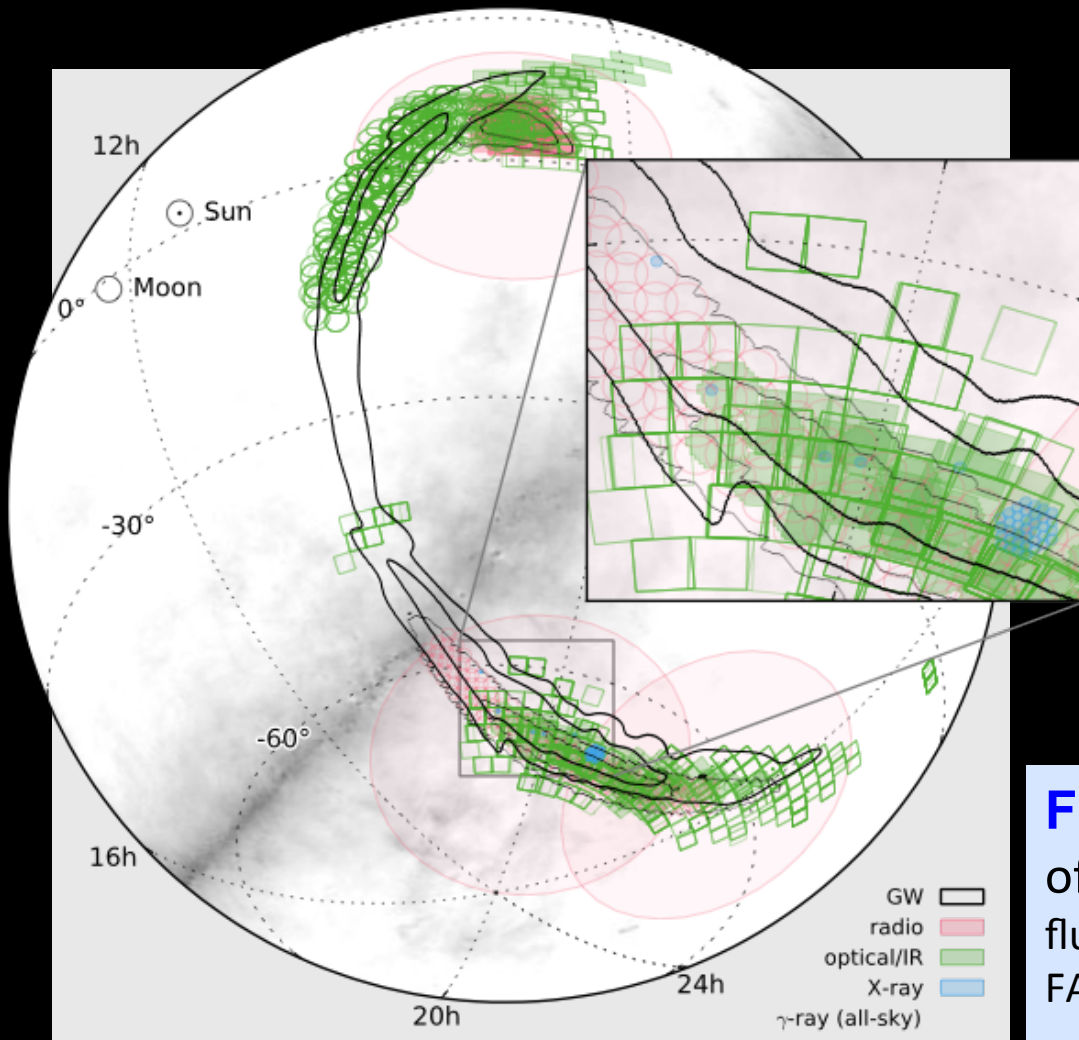 12h
Sun
Moon
0°
-30°
-60°
16h
20h
24h
GW
radio
optical/IR
X-ray
γ-ray (all-sky)
F
of
flu
FA